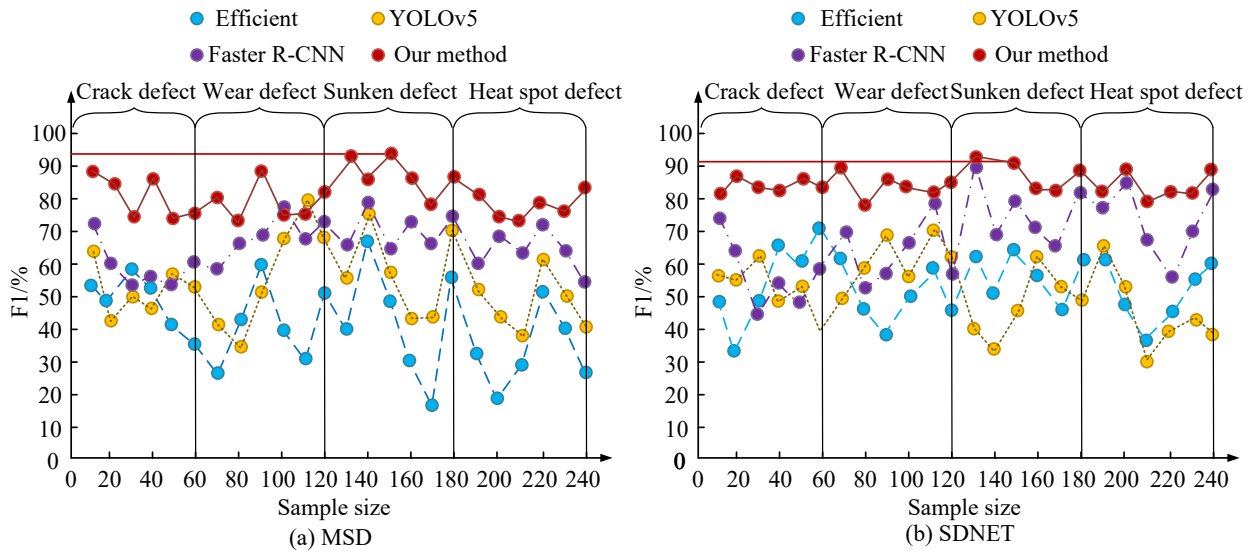 Efficient
YOLOv5
Faster R-CNN
Our method
Crack defect
Wear defect
Sunken defect
Heat spot defect
F1/%
100
90
80
70
60
50
40
30
20
10
0
20
40
60
80
100
120
140
160
180
200
220
240
Sample size
(a) MSD
Efficient
YOLOv5
Faster R-CNN
Our method
Crack defect
Wear defect
Sunken defect
Heat spot defect
F1/%
100
90
80
70
60
50
40
30
20
10
0
0
20
40
60
80
100
120
140
160
180
200
220
240
Sample size
(b) SDNET